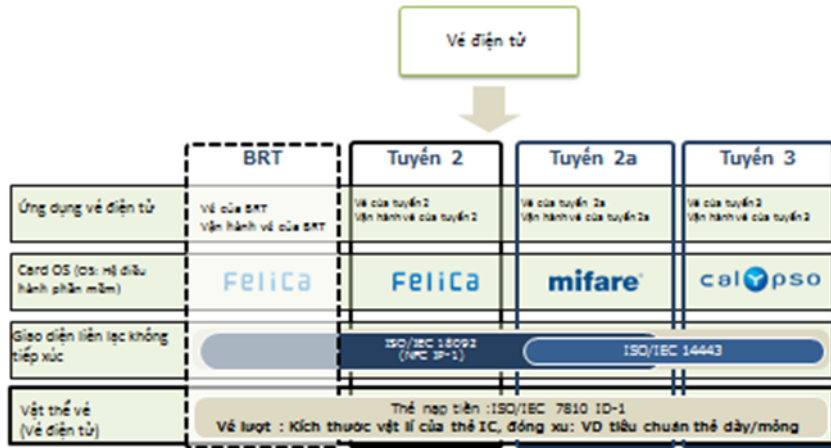 Vé điện tử
BRT
Tuyến 2
Tuyến 2a
Tuyến 3
Ứng dụng vé điện tử
Vé của BRT
Vận hành vé của BRT
Vé của tuyến 2
Vận hành vé của tuyến 2
Vé của tuyến 2a
Vận hành vé của tuyến 2a
Vé của tuyến 3
Vận hành vé của tuyến 3
Card OS (OS: Hệ điều
hành phần mềm)
FeliCa
FeliCa
mifare
calypso
Giao diện liên lạc không
tiếp xúc
ISO/IEC 18092
(NFC IP-1)
ISO/IEC 14443
Vật thể vé
(Vé điện tử)
Thẻ nạp tiền :ISO/IEC 7810 ID-1
Vé lượt : Kích thước vật lí của thẻ IC, đồng xu: VD tiêu chuẩn thẻ dày/mỏng